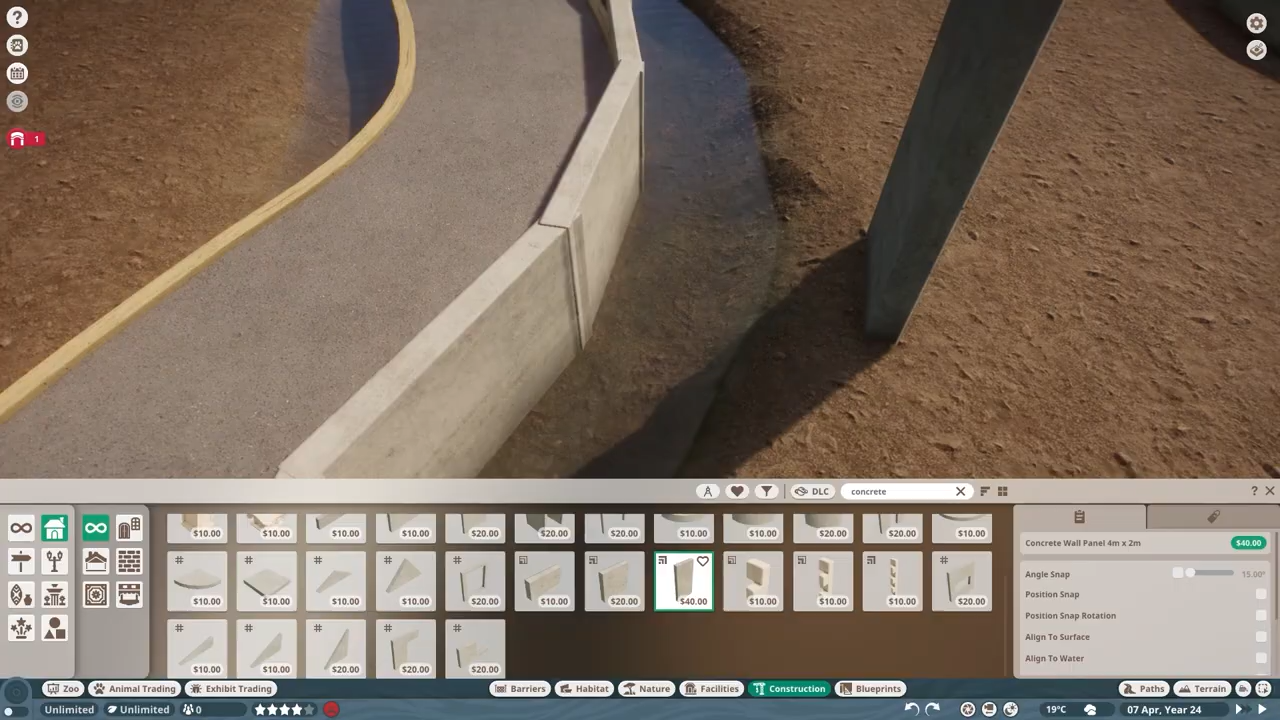 ?
1
DLC
concrete
?
$10.00 $10.00 $10.00 $10.00 $20.00 $20.00 $20.00 $10.00 $20.00 $20.00 $20.00 $10.00
$10.00 $10.00 $10.00 $10.00 $20.00 $10.00 $20.00 $40.00 $10.00 $10.00 $10.00 $20.00
$10.00 $10.00 $20.00 $20.00 $20.00
Concrete Wall Panel 4m x 2m $40.00
Angle Snap 15.00°
Position Snap
Position Snap Rotation
Align To Surface
Align To Water
Zoo Animal Trading Exhibit Trading Barriers Habitat Nature Facilities Construction Blueprints Paths Terrain
Unlimited Unlimited 0 19°C 07 Apr, Year 24